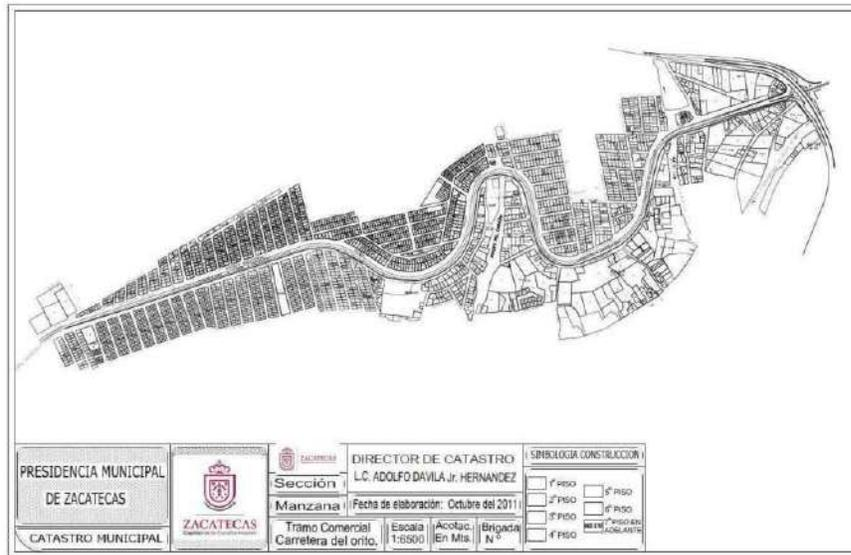 PRESIDENCIA MUNICIPAL
DE ZACATECAS
CATASTRO MUNICIPAL
ZACATECAS
ZACATECAS
Sección
Manzana
Tramo Comercial
Carretera del orito.
DIRECTOR DE CATASTRO
L.C. ADOLFO DAVILA Jr. HERNANDEZ
Fecha de elaboración: Octubre del 2011
Escala
1:6500
Acotac.
En Mts.
Brigada
N°
SIMBOLOGIA CONSTRUCCION
1° PISO
2° PISO
3° PISO
4° PISO
5° PISO
6° PISO
7° PISO EN
ADELANTE